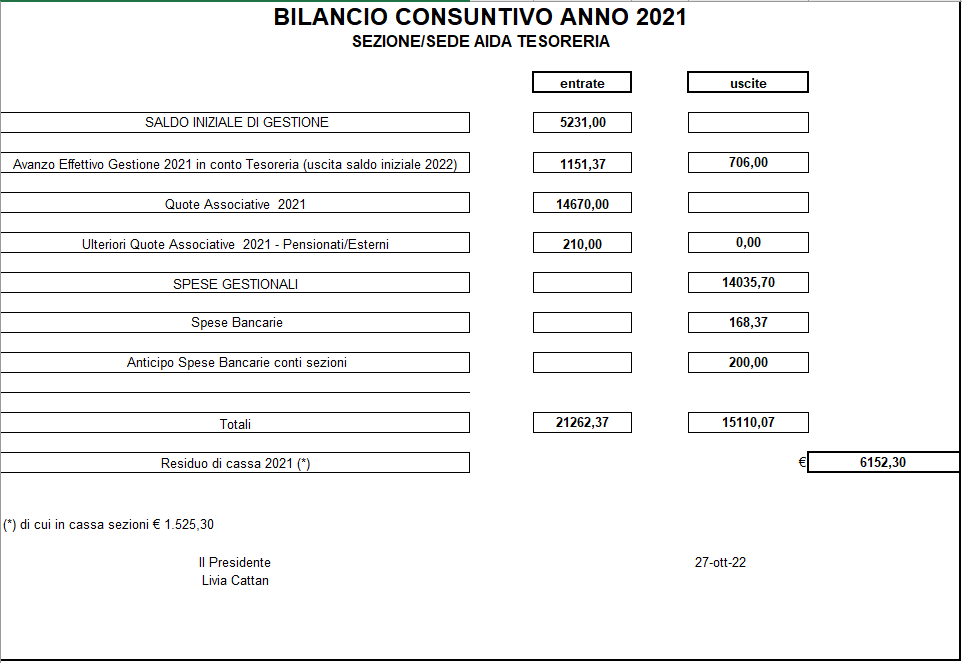 BILANCIO CONSUNTIVO ANNO 2021
SEZIONE/SEDE AIDA TESORERIA
entrate uscite
SALDO INIZIALE DI GESTIONE 5231,00
Avanzo Effettivo Gestione 2021 in conto Tesoreria (uscita saldo iniziale 2022) 1151,37 706,00
Quote Associative 2021 14670,00
Ulteriori Quote Associative 2021 - Pensionati/Esterni 210,00 0,00
SPESE GESTIONALI 14035,70
Spese Bancarie 168,37
Anticipo Spese Bancarie conti sezioni 200,00
Totali 21262,37 15110,07
Residuo di cassa 2021 (*) € 6152,30
(*) di cui in cassa sezioni € 1.525,30
Il Presidente 27-ott-22
Livia Cattan